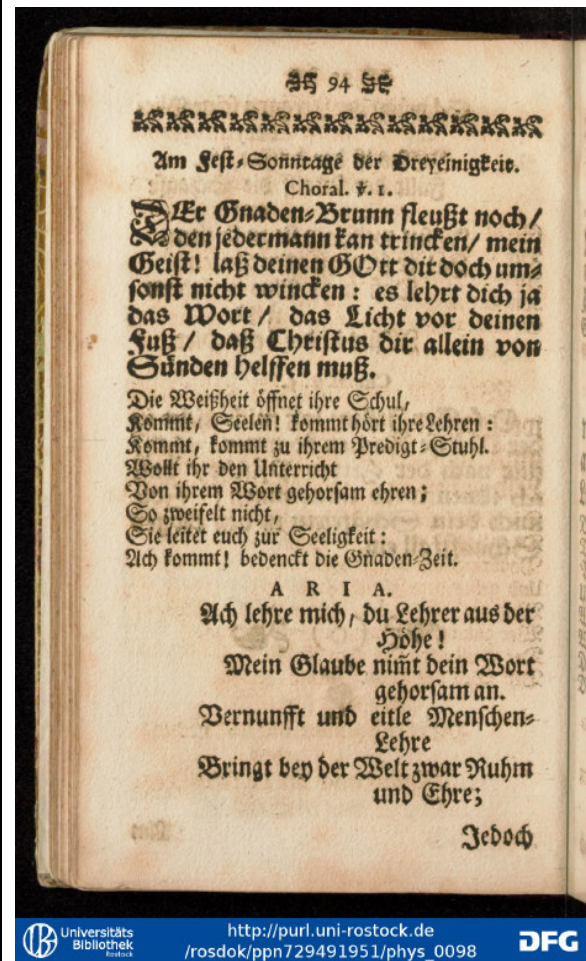 94
Am Fest-Sonntage der Dreyeinigkeit.
Choral. v. 1.
DEr Gnaden-Brunn fleußt noch/
den jedermann kan trincken/ mein
Geist! laß deinen GOtt dir doch um-
sonst nicht wincken: es lehrt dich ja
das Wort / das Licht vor deinen
Fuß / daß Christus dir allein von
Sünden helffen muß.
Die Weißheit öffnet ihre Schul,
Kommt, Seelen! kommt hört ihre Lehren:
Kommt, kommt zu ihrem Predigt-Stuhl.
Wollt ihr den Unterricht
Von ihrem Wort gehorsam ehren;
So zweifelt nicht,
Sie leitet euch zur Seeligkeit:
Ach kommt! bedenckt die Gnaden-Zeit.
ARIA.
Ach lehre mich, du Lehrer aus der
Höhe!
Mein Glaube nim̃t dein Wort
gehorsam an.
Vernunfft und eitle Menschen-
Lehre
Bringt bey der Welt zwar Ruhm
und Ehre;
Jedoch
Universitäts
Bibliothek
Rostock
http://purl.uni-rostock.de
/rosdok/ppn729491951/phys_0098
DFG